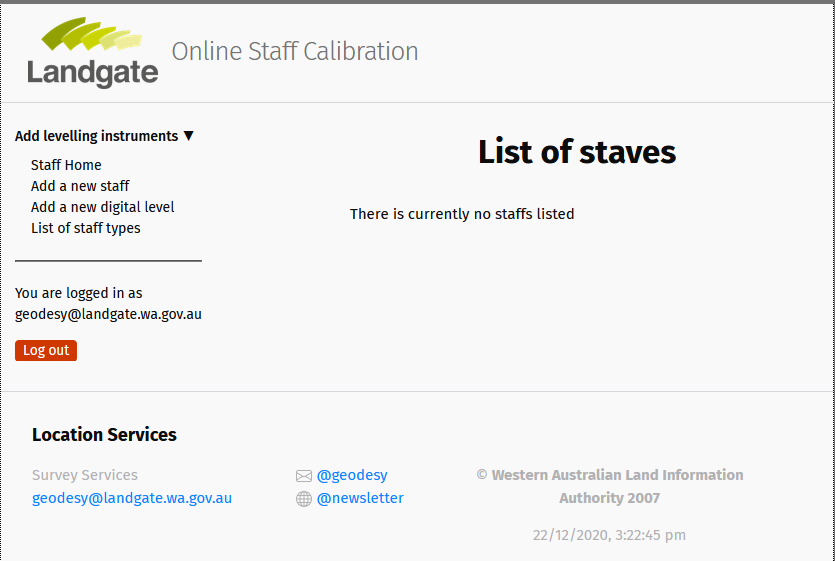 Landgate
Online Staff Calibration
Add levelling instruments ▼
Staff Home
Add a new staff
Add a new digital level
List of staff types
You are logged in as
geodesy@landgate.wa.gov.au
Log out
List of staves
There is currently no staffs listed
Location Services
Survey Services
geodesy@landgate.wa.gov.au
@geodesy
@newsletter
© Western Australian Land Information
Authority 2007
22/12/2020, 3:22:45 pm